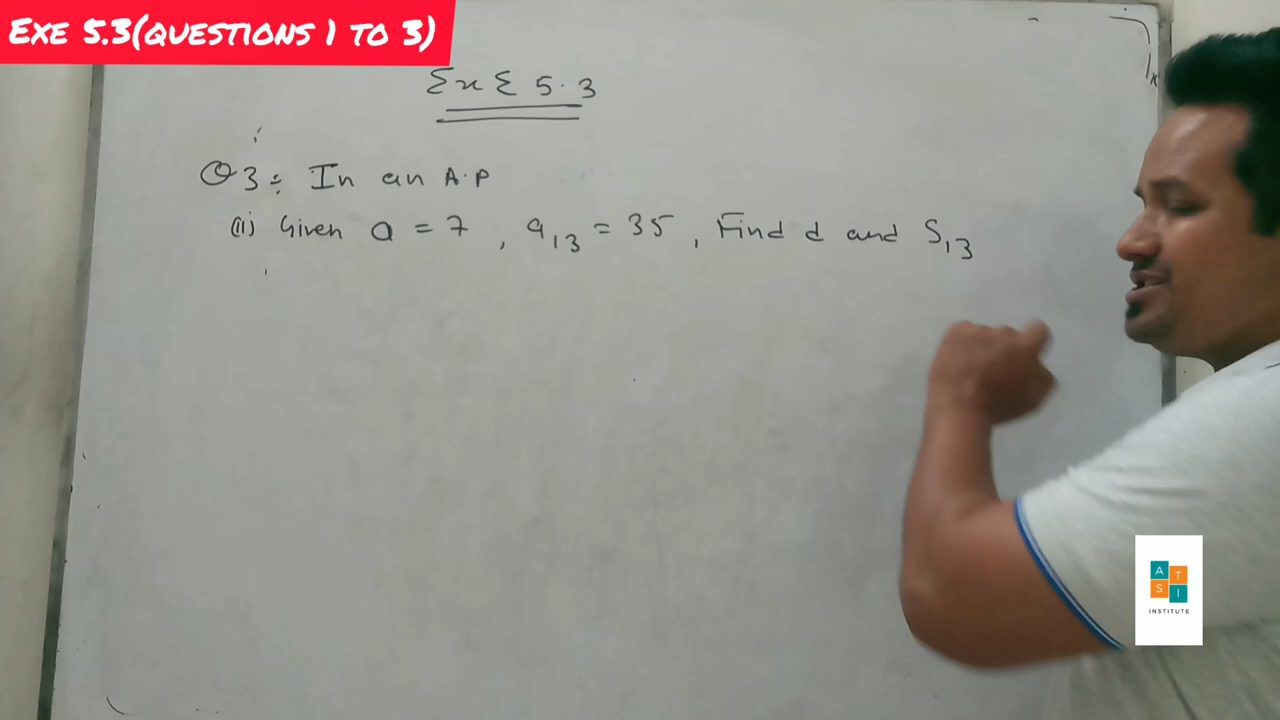 EXE 5.3(QUESTIONS 1 TO 3)
Ex E 5.3
Q3: In an A.P
(ii) Given a = 7, a13 = 35, Find d and S13
A T
S I
INSTITUTE